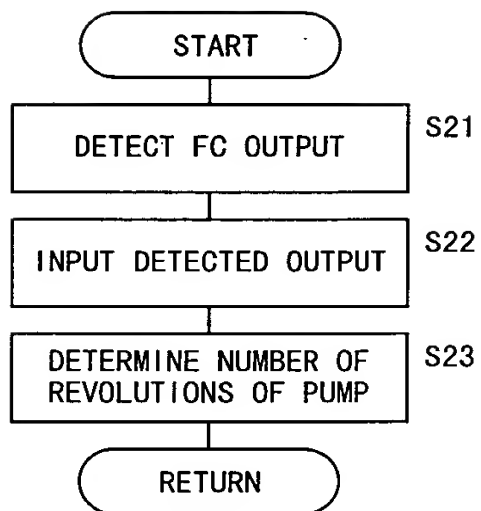 START
DETECT FC OUTPUT
S21
INPUT DETECTED OUTPUT
S22
DETERMINE NUMBER OF
REVOLUTIONS OF PUMP
S23
RETURN